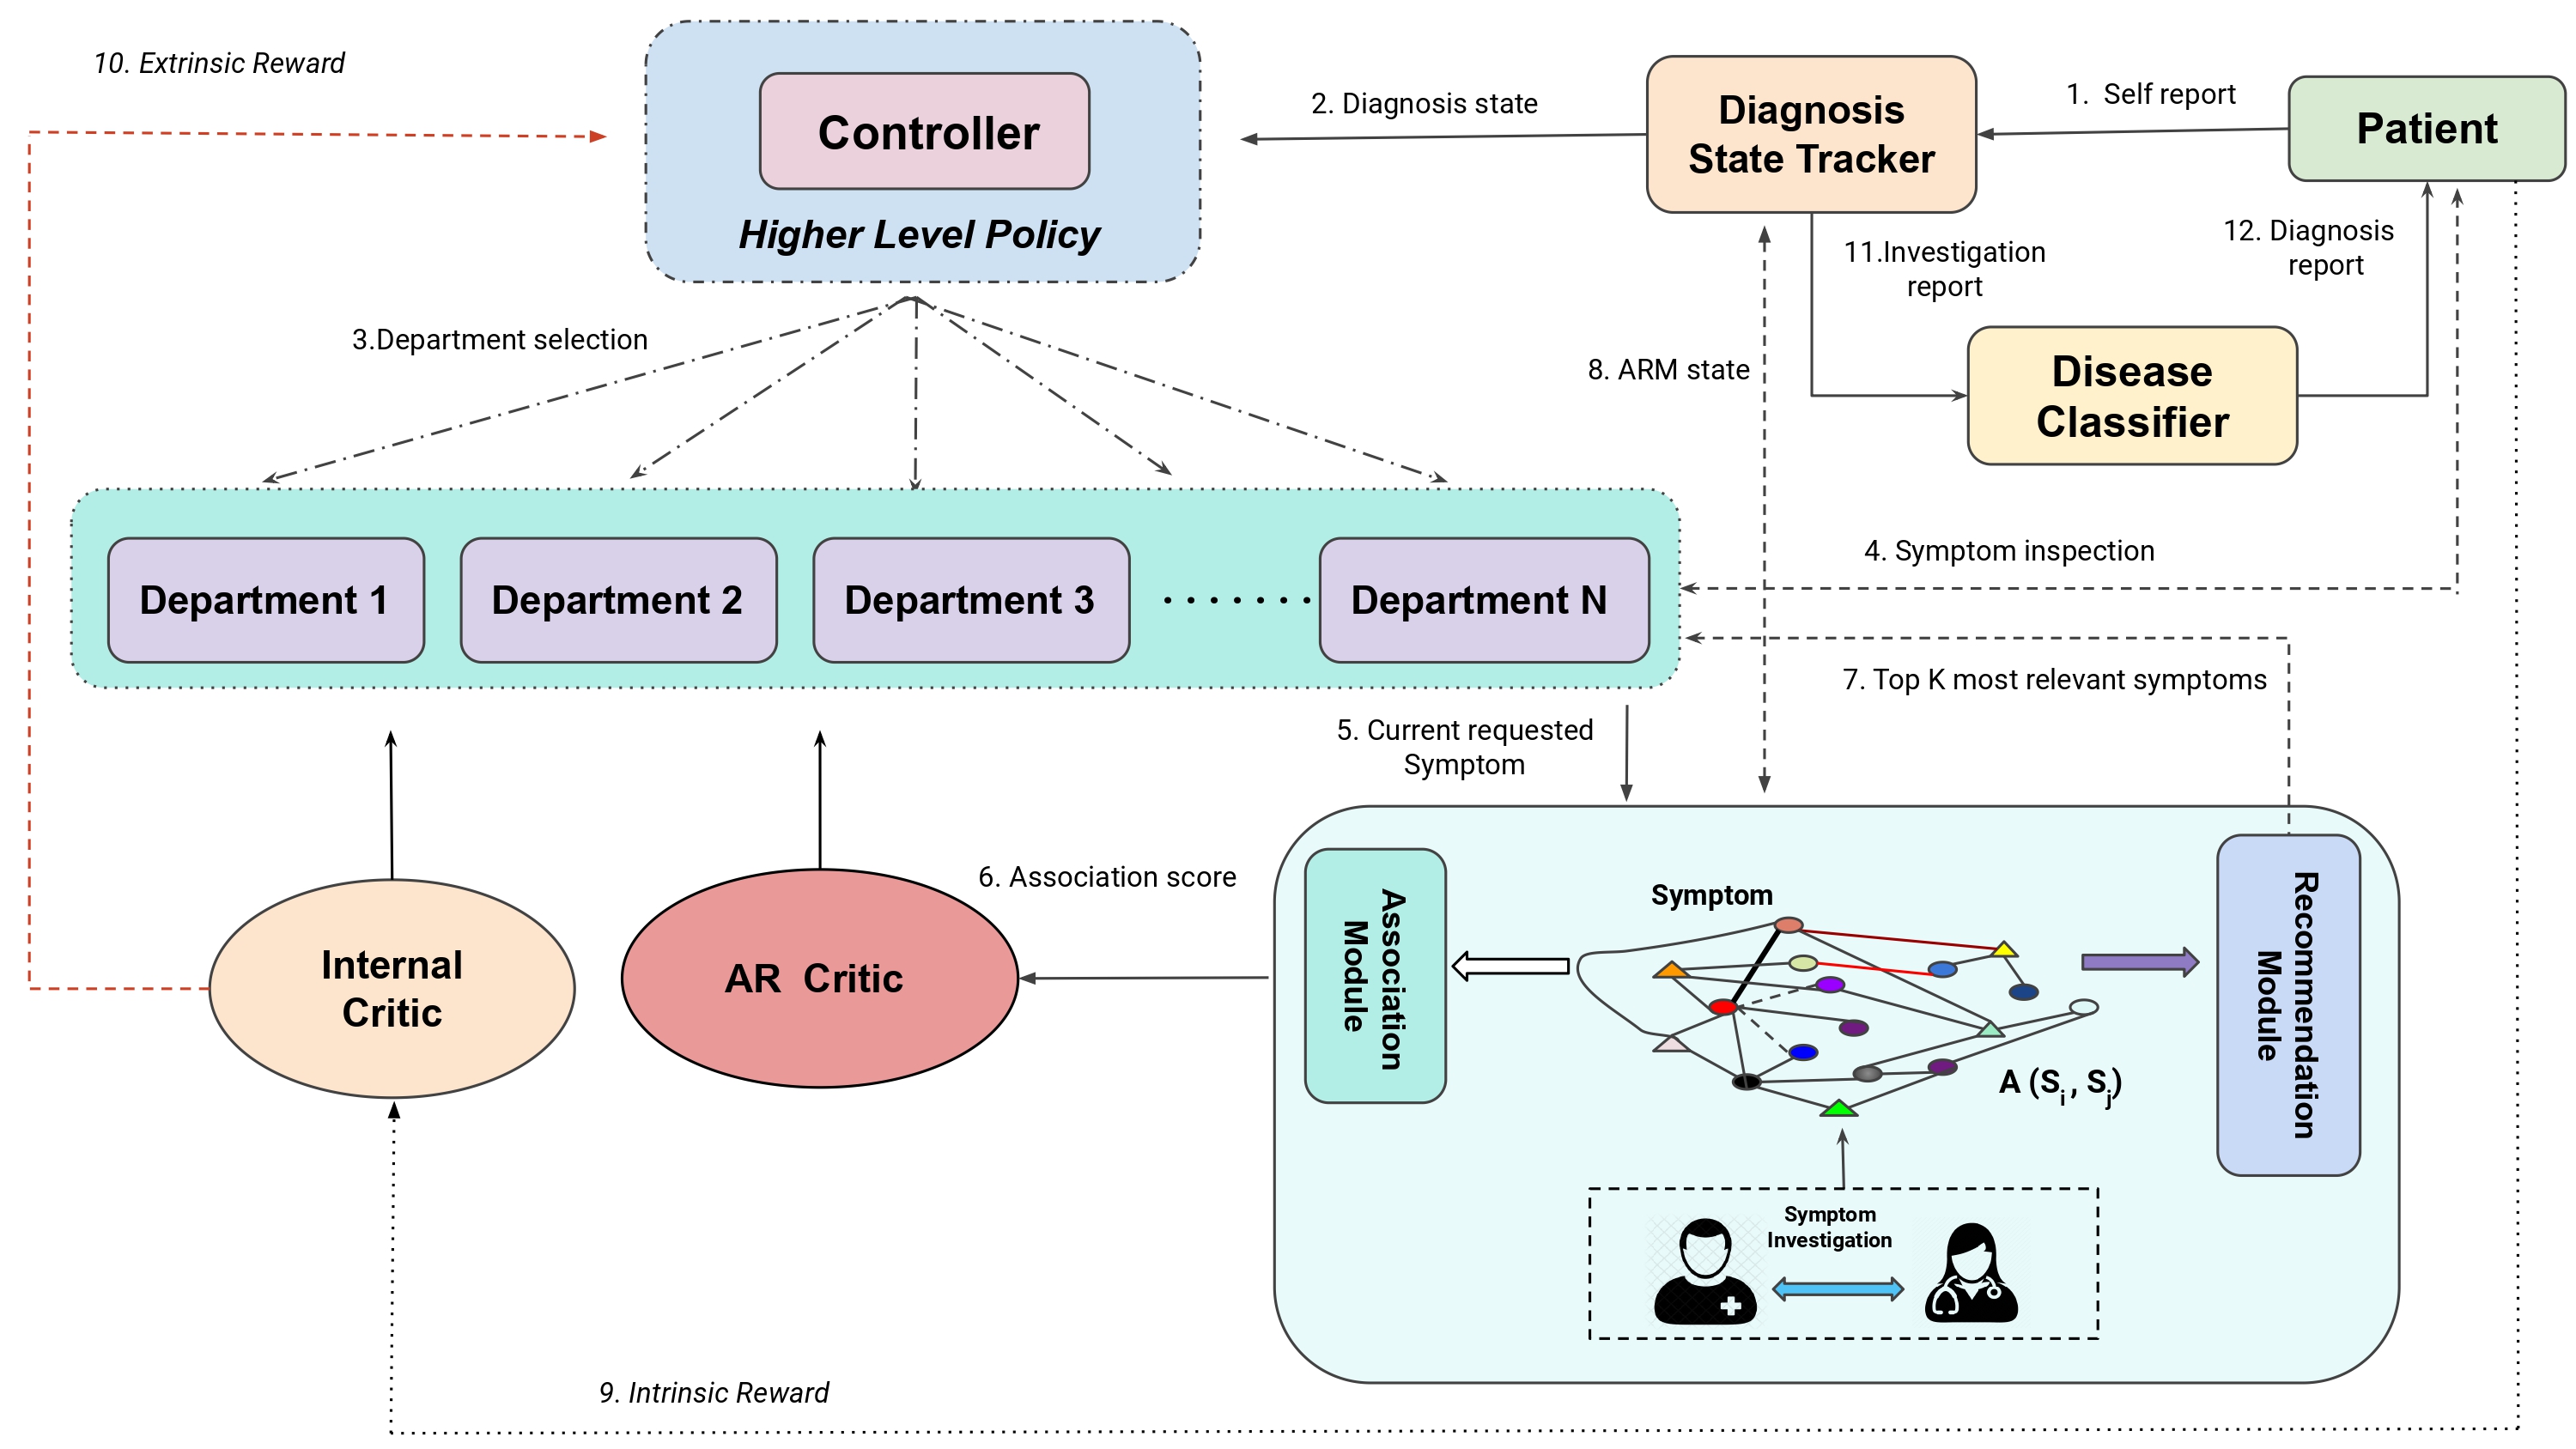 10. Extrinsic Reward
Controller
Higher Level Policy
2. Diagnosis state
Diagnosis
State Tracker
1. Self report
Patient
11.Investigation
report
12. Diagnosis
report
3.Department selection
8. ARM state
Disease
Classifier
Department 1
Department 2
Department 3
.......
Department N
4. Symptom inspection
7. Top K most relevant symptoms
5. Current requested
Symptom
6. Association score
Internal
Critic
AR Critic
Association
Module
Symptom
A (Si , Sj)
Recommendation
Module
Symptom
Investigation
9. Intrinsic Reward